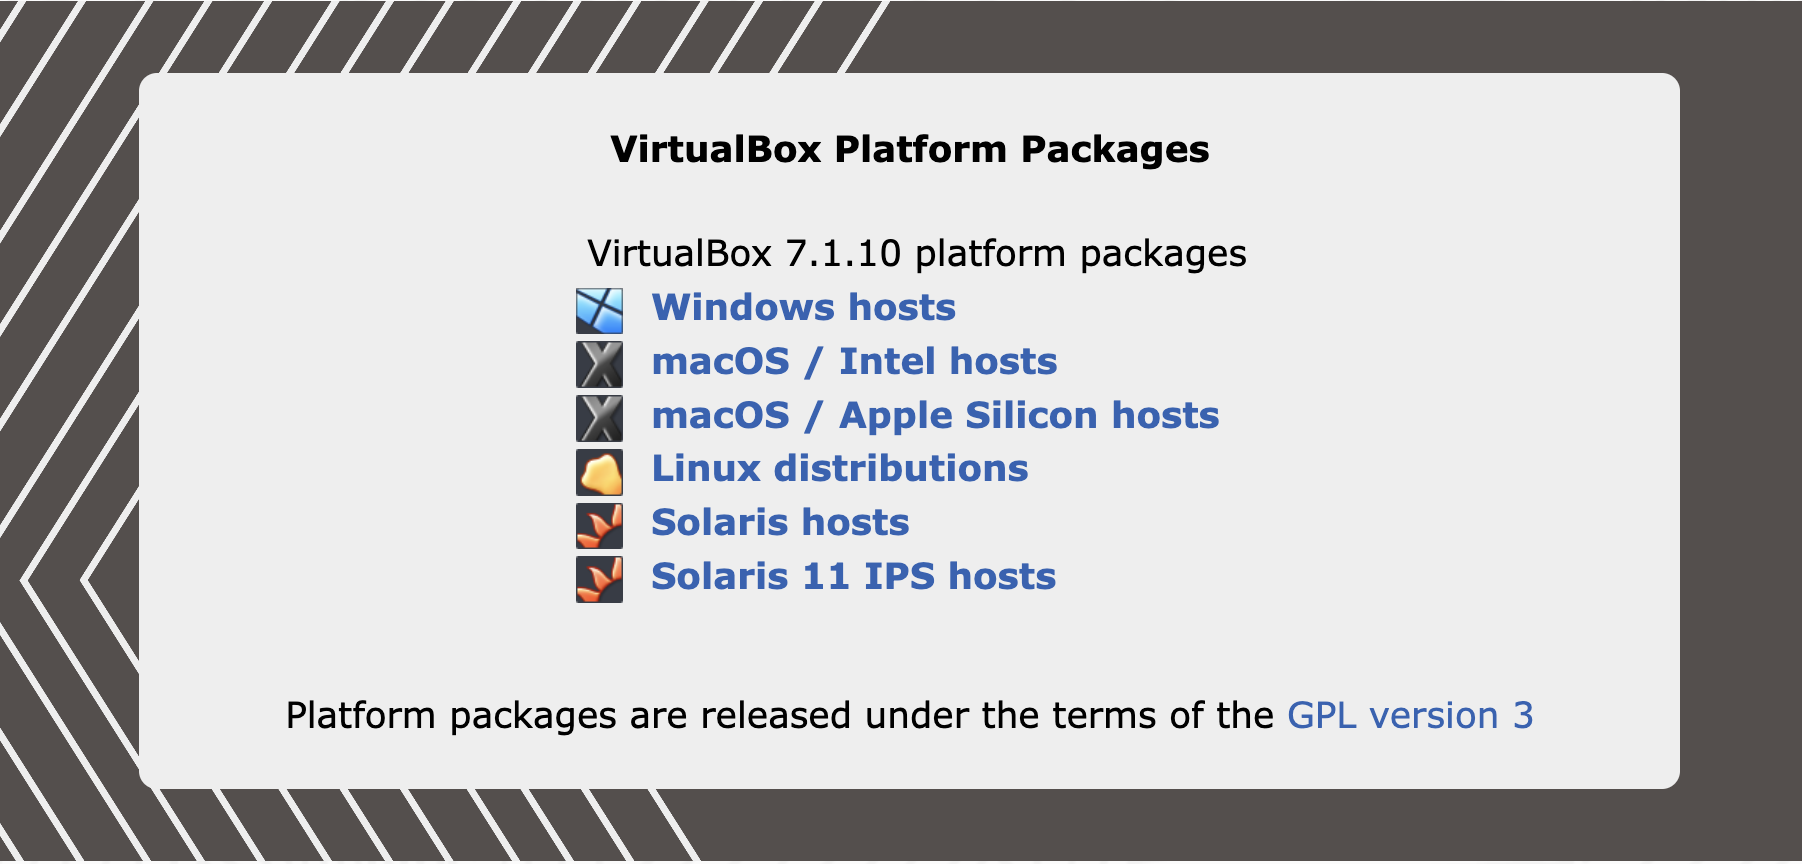 VirtualBox Platform Packages
VirtualBox 7.1.10 platform packages
Windows hosts
macOS / Intel hosts
macOS / Apple Silicon hosts
Linux distributions
Solaris hosts
Solaris 11 IPS hosts
Platform packages are released under the terms of the GPL version 3